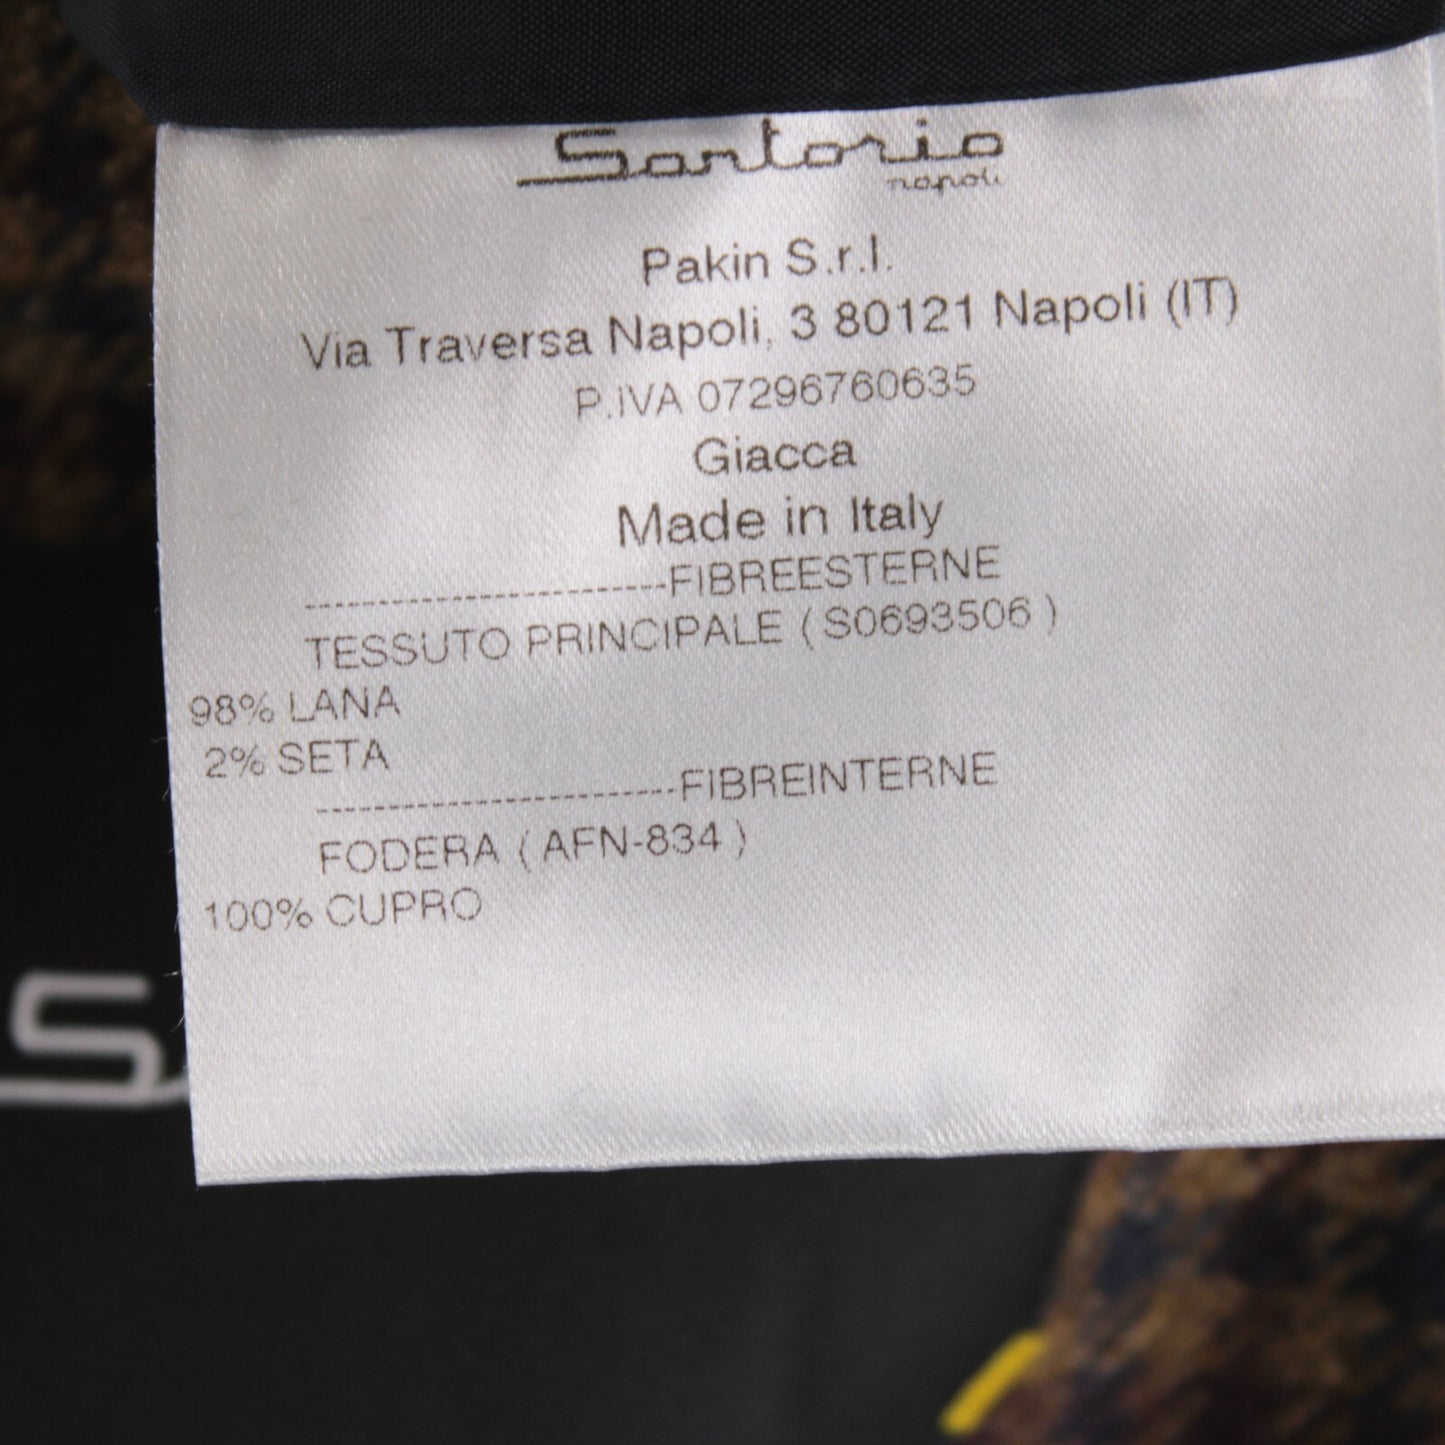 Sartorio
napoli
Pakin S.r.l.
Via Traversa Napoli, 3 80121 Napoli (IT)
P.IVA 07296760635
Giacca
Made in Italy
-------------------------FIBREESTERNE
TESSUTO PRINCIPALE ( S0693506 )
98% LANA
2% SETA
-------------------------FIBREINTERNE
FODERA ( AFN-834 )
100% CUPRO
S